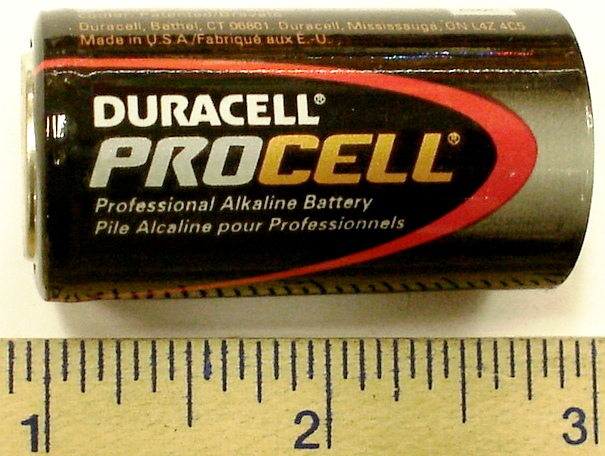 Duracell, Bethel, CT 06801 Duracell, Mississauga, ON L4Z 4C5
Made in U.S.A./Fabriqué aux É.-U.
DURACELL®
PROCELL®
Professional Alkaline Battery
Pile Alcaline pour Professionnels
1 2 3